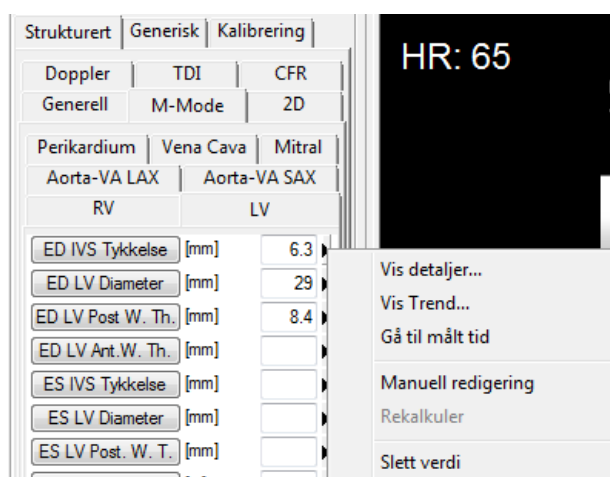 Strukturert Generisk Kalibrering
HR: 65
Doppler TDI CFR
Generell M-Mode 2D
Perikardium Vena Cava Mitral
Aorta-VA LAX Aorta-VA SAX
RV LV
ED IVS Tykkelse [mm] 6.3
ED LV Diameter [mm] 29
ED LV Post W. Th. [mm] 8.4
ED LV Ant.W. Th. [mm]
ES IVS Tykkelse [mm]
ES LV Diameter [mm]
ES LV Post. W. T. [mm]
Vis detaljer...
Vis Trend...
Gå til målt tid
Manuell redigering
Rekalkuler
Slett verdi